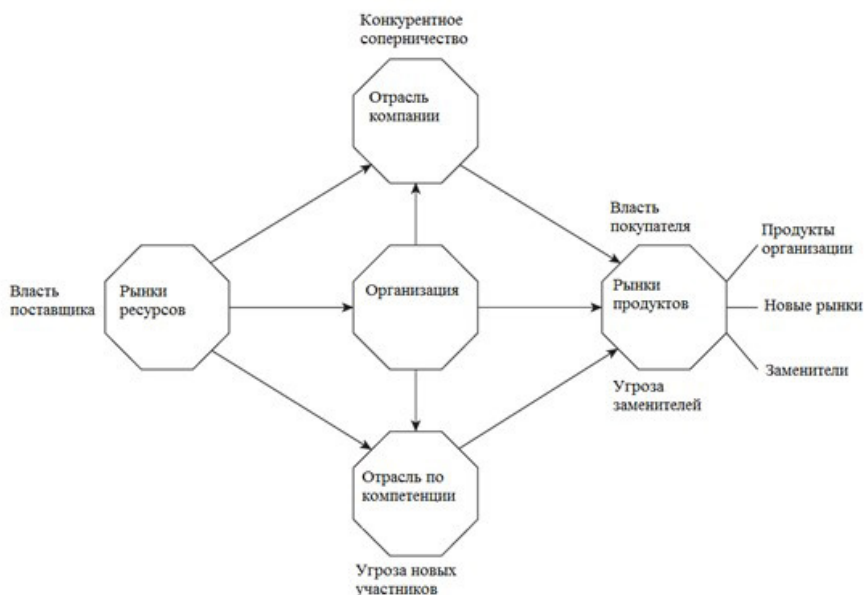 Конкурентное
соперничество
Отрасль
компании
Власть
покупателя
Продукты
организации
Власть
поставщика
Рынки
ресурсов
Организация
Рынки
продуктов
Новые рынки
Угроза
заменителей
Заменители
Отрасль по
компетенции
Угроза новых
участников